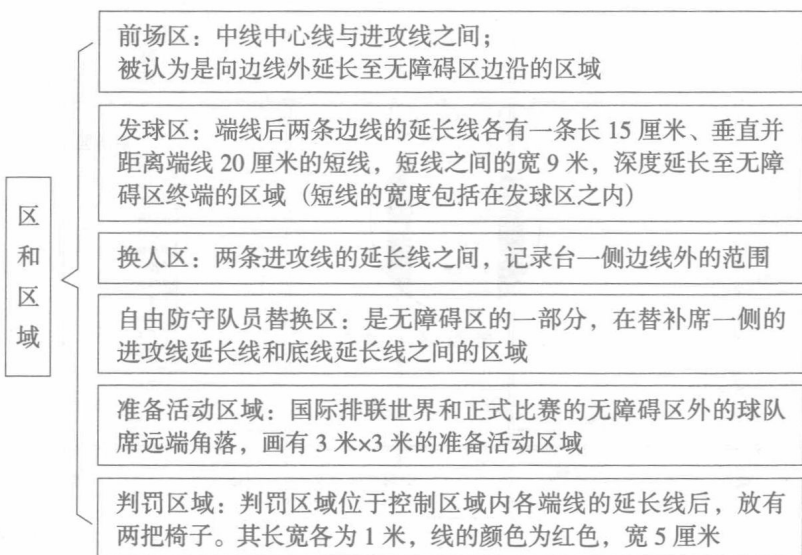 区和区域
前场区：中线中心线与进攻线之间；
被认为是向边线外延长至无障碍区边沿的区域
发球区：端线后两条边线的延长线各有一条长 15 厘米、垂直并
距离端线 20 厘米的短线，短线之间的宽 9 米，深度延长至无障
碍区终端的区域（短线的宽度包括在发球区之内）
换人区：两条进攻线的延长线之间，记录台一侧边线外的范围
自由防守队员替换区：是无障碍区的一部分，在替补席一侧的
进攻线延长线和底线延长线之间的区域
准备活动区域：国际排联世界和正式比赛的无障碍区外的球队
席远端角落，画有 3 米×3 米的准备活动区域
判罚区域：判罚区域位于控制区域内各端线的延长线后，放有
两把椅子。其长宽各为 1 米，线的颜色为红色，宽 5 厘米